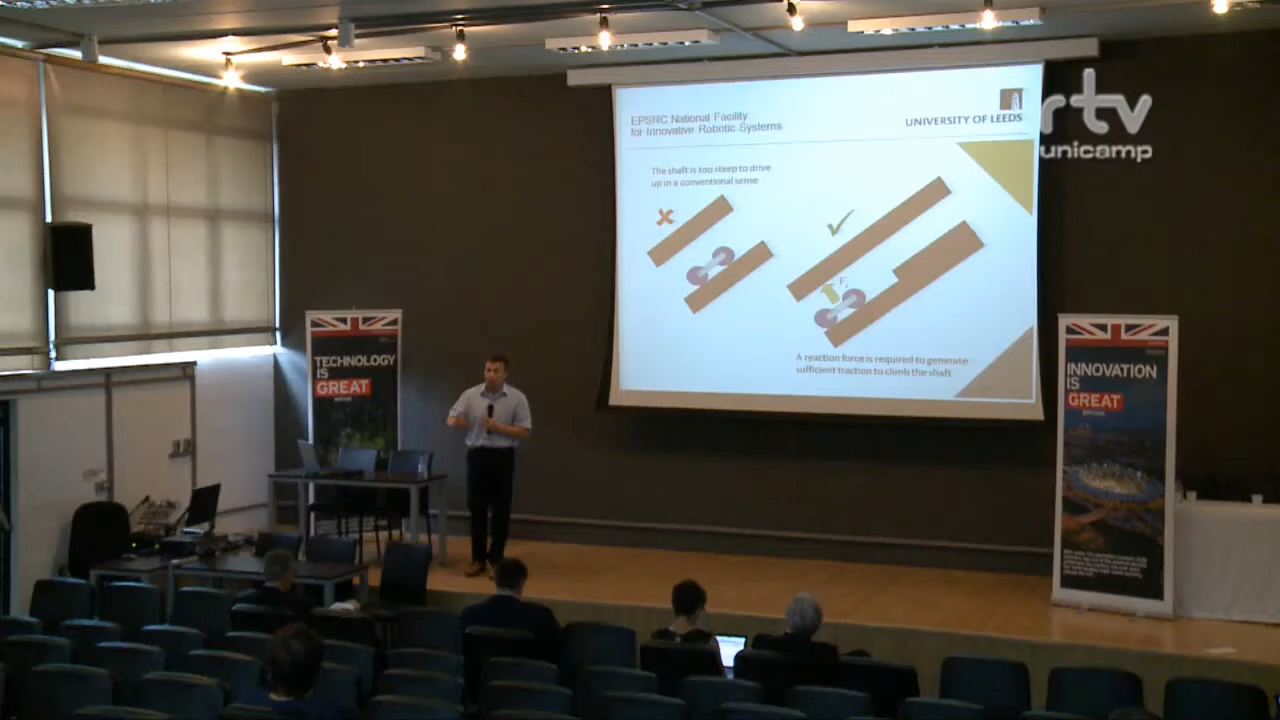 EPSRC National Facility
for Innovative Robotic Systems
UNIVERSITY OF LEEDS
The shaft is too steep to drive
up in a conventional sense
A reaction force is required to generate
sufficient traction to climb the shaft
rtv
unicamp
TECHNOLOGY
IS
GREAT
INNOVATION
IS
GREAT